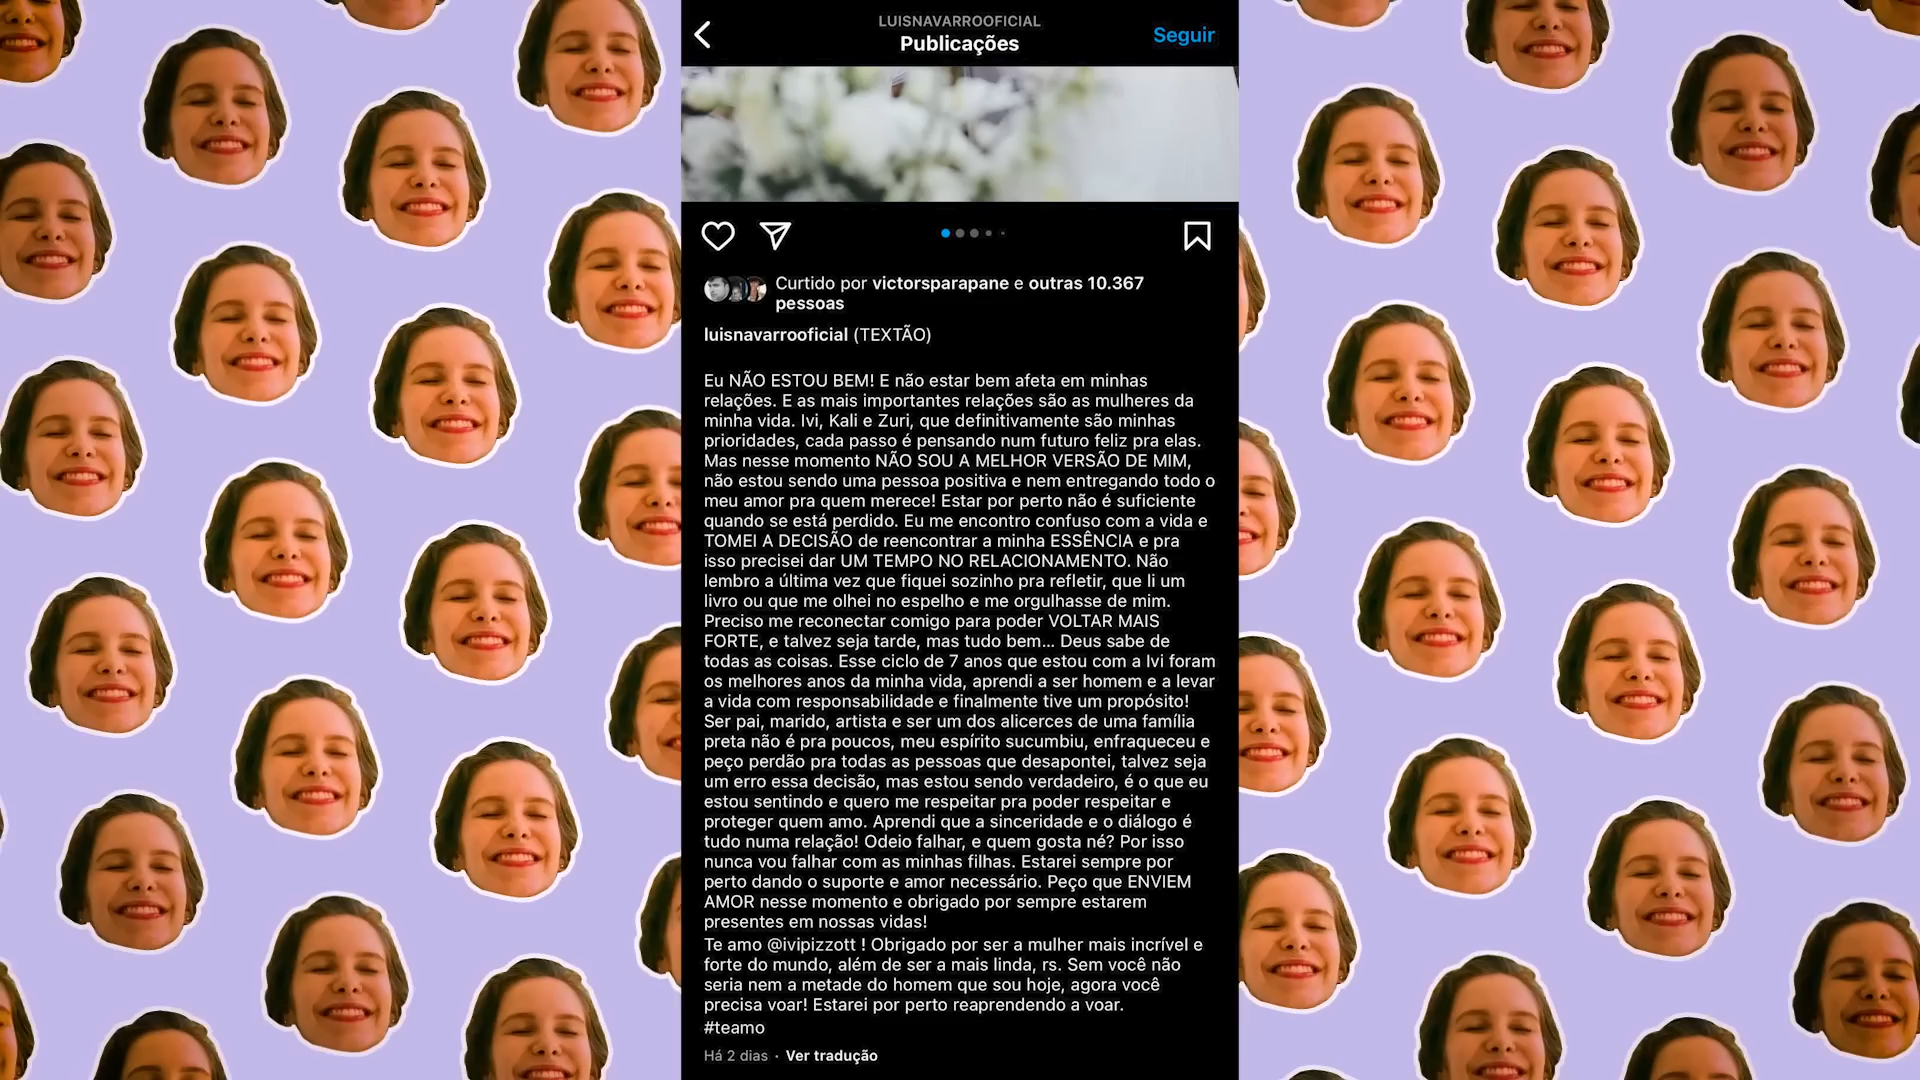 LUISNAVARROOFICIAL
Publicações
Seguir
Curtido por victorsparapane e outras 10.367
pessoas
luisnavarrooficial (TEXTÃO)
Eu NÃO ESTOU BEM! E não estar bem afeta em minhas
relações. E as mais importantes relações são as mulheres da
minha vida. Ivi, Kali e Zuri, que definitivamente são minhas
prioridades, cada passo é pensando num futuro feliz pra elas.
Mas nesse momento NÃO SOU A MELHOR VERSÃO DE MIM,
não estou sendo uma pessoa positiva e nem entregando todo o
meu amor pra quem merece! Estar por perto não é suficiente
quando se está perdido. Eu me encontro confuso com a vida e
TOMEI A DECISÃO de reencontrar a minha ESSÊNCIA e pra
isso precisei dar UM TEMPO NO RELACIONAMENTO. Não
lembro a última vez que fiquei sozinho pra refletir, que li um
livro ou que me olhei no espelho e me orgulhasse de mim.
Preciso me reconectar comigo para poder VOLTAR MAIS
FORTE, e talvez seja tarde, mas tudo bem... Deus sabe de
todas as coisas. Esse ciclo de 7 anos que estou com a Ivi foram
os melhores anos da minha vida, aprendi a ser homem e a levar
a vida com responsabilidade e finalmente tive um propósito!
Ser pai, marido, artista e ser um dos alicerces de uma família
preta não é pra poucos, meu espírito sucumbiu, enfraqueceu e
peço perdão pra todas as pessoas que desapontei, talvez seja
um erro essa decisão, mas estou sendo verdadeiro, é o que eu
estou sentindo e quero me respeitar pra poder respeitar e
proteger quem amo. Aprendi que a sinceridade e o diálogo é
tudo numa relação! Odeio falhar, e quem gosta né? Por isso
nunca vou falhar com as minhas filhas. Estarei sempre por
perto dando o suporte e amor necessário. Peço que ENVIEM
AMOR nesse momento e obrigado por sempre estarem
presentes em nossas vidas!
Te amo @ivipizzott ! Obrigado por ser a mulher mais incrível e
forte do mundo, além de ser a mais linda, rs. Sem você não
seria nem a metade do homem que sou hoje, agora você
precisa voar! Estarei por perto reaprendendo a voar.
#teamo
Há 2 dias · Ver tradução